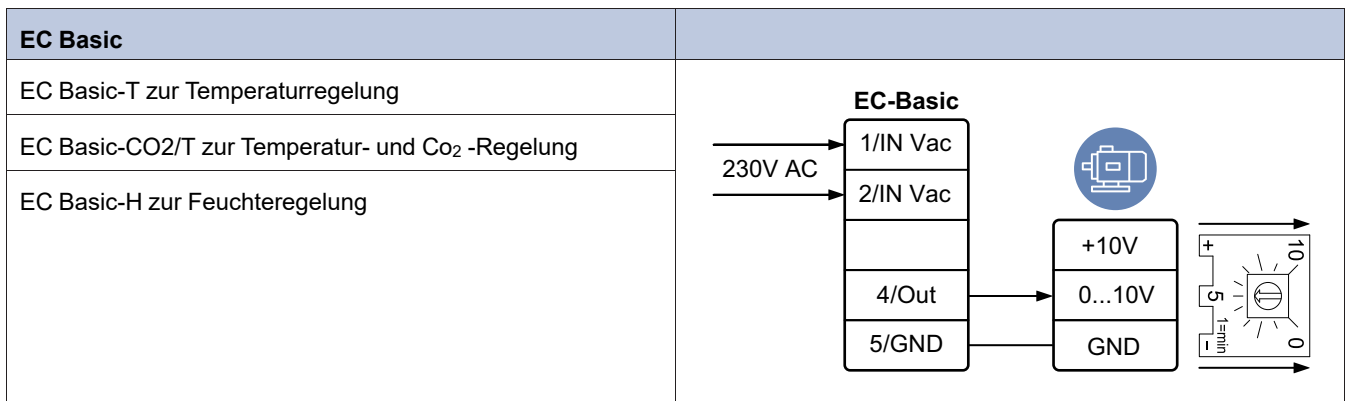 EC Basic
EC Basic-T zur Temperaturregelung
EC Basic-CO2/T zur Temperatur- und Co₂ -Regelung
EC Basic-H zur Feuchteregelung
EC-Basic
230V AC
1/IN Vac
2/IN Vac
4/Out
5/GND
+10V
0...10V
GND
+
10
5
1=min
-
0